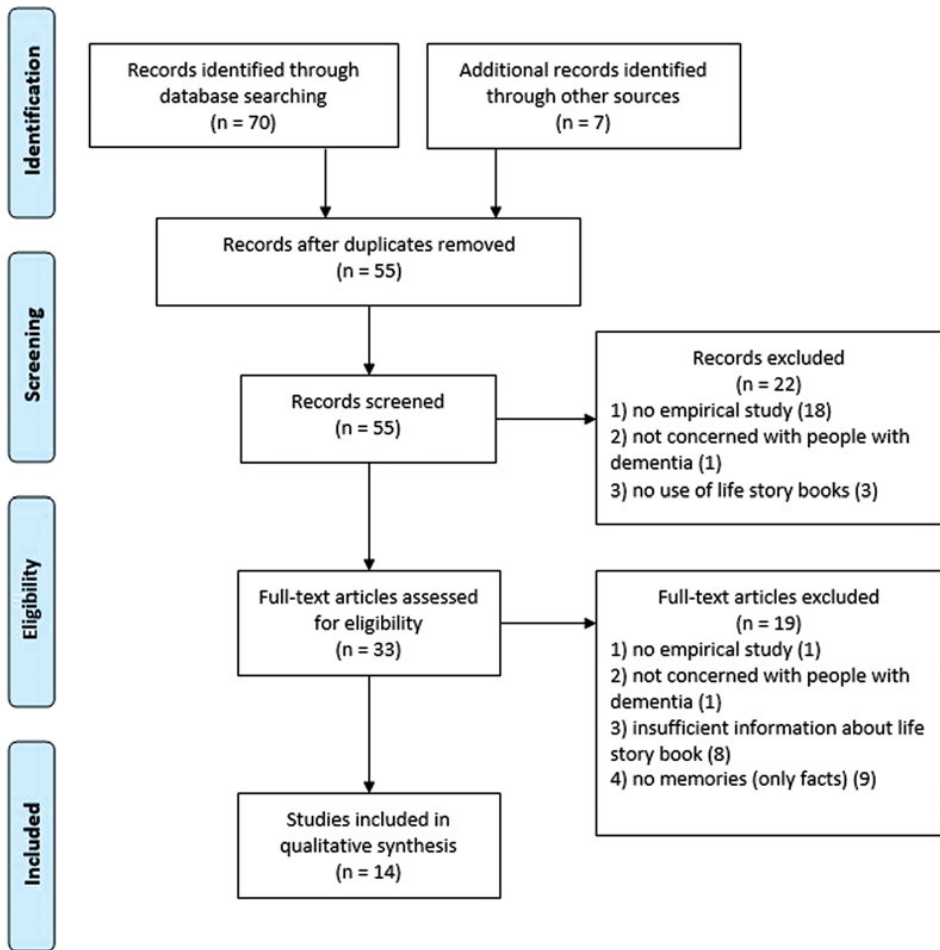 Identification
Records identified through
database searching
(n = 70)
Additional records identified
through other sources
(n = 7)
Records after duplicates removed
(n = 55)
Screening
Records screened
(n = 55)
Records excluded
(n = 22)
1) no empirical study (18)
2) not concerned with people with
dementia (1)
3) no use of life story books (3)
Eligibility
Full-text articles assessed
for eligibility
(n = 33)
Full-text articles excluded
(n = 19)
1) no empirical study (1)
2) not concerned with people with
dementia (1)
3) insufficient information about life
story book (8)
4) no memories (only facts) (9)
Included
Studies included in
qualitative synthesis
(n = 14)